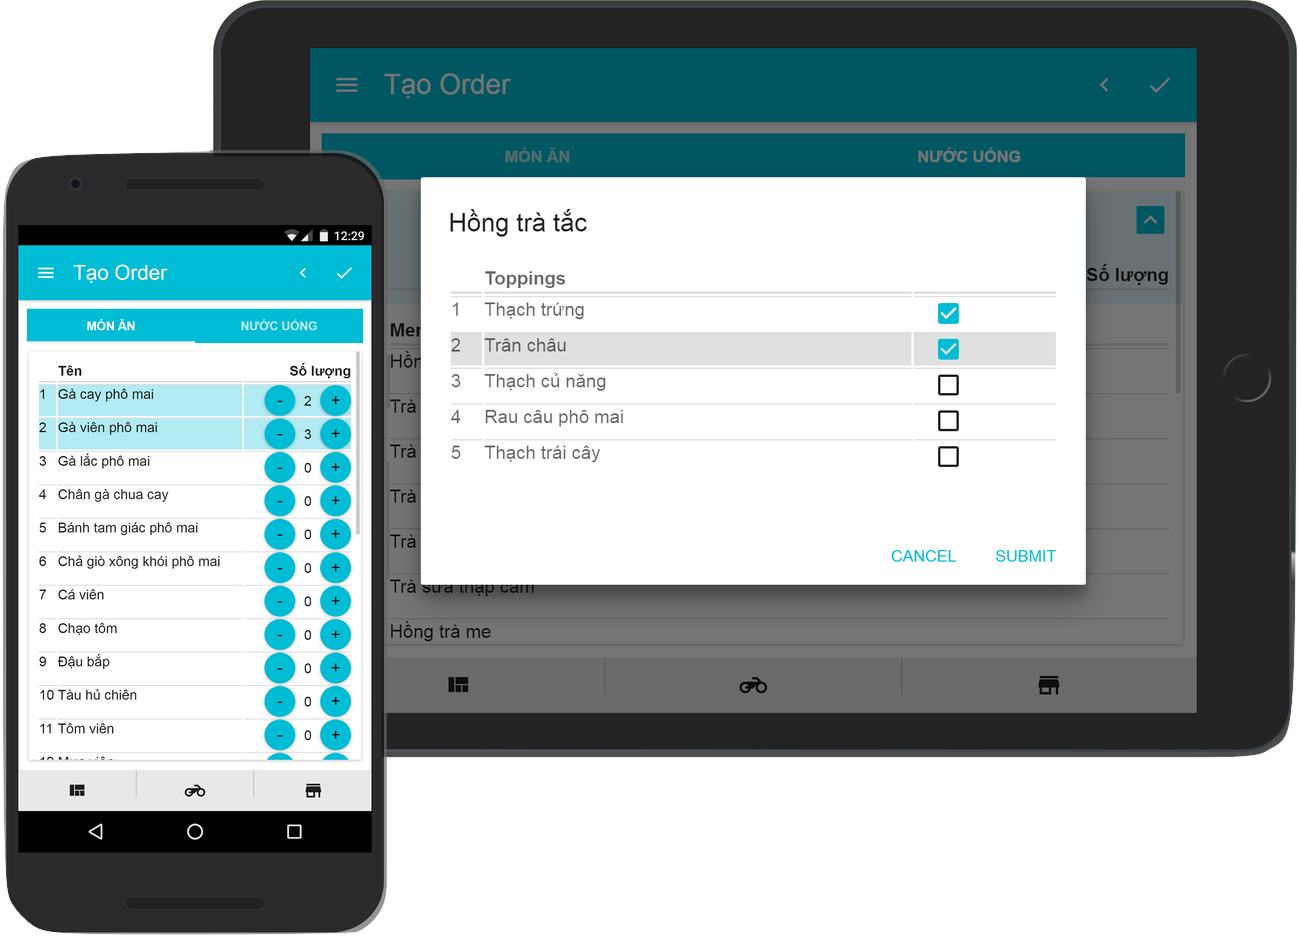 Tạo Order
MÓN ĂN
NƯỚC UỐNG
Số lượng
Hồng trà tắc
Toppings
1 Thạch trứng
2 Trân châu
3 Thạch củ năng
4 Rau câu phô mai
5 Thạch trái cây
CANCEL SUBMIT
Trà
Trà
Trà
Trà
Trà sữa thập cẩm
Hồng trà me
12:29
Tạo Order
MÓN ĂN NƯỚC UỐNG
Tên Số lượng
1 Gà cay phô mai - 2 +
2 Gà viên phô mai - 3 +
3 Gà lắc phô mai - 0 +
4 Chân gà chua cay - 0 +
5 Bánh tam giác phô mai - 0 +
6 Chả giò xông khói phô mai - 0 +
7 Cá viên - 0 +
8 Chạo tôm - 0 +
9 Đậu bắp - 0 +
10 Tàu hủ chiên - 0 +
11 Tôm viên - 0 +